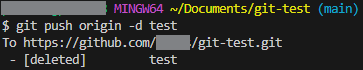 MINGW64 ~/Documents/git-test (main)
$ git push origin -d test
To https://github.com/ /git-test.git
 - [deleted]         test